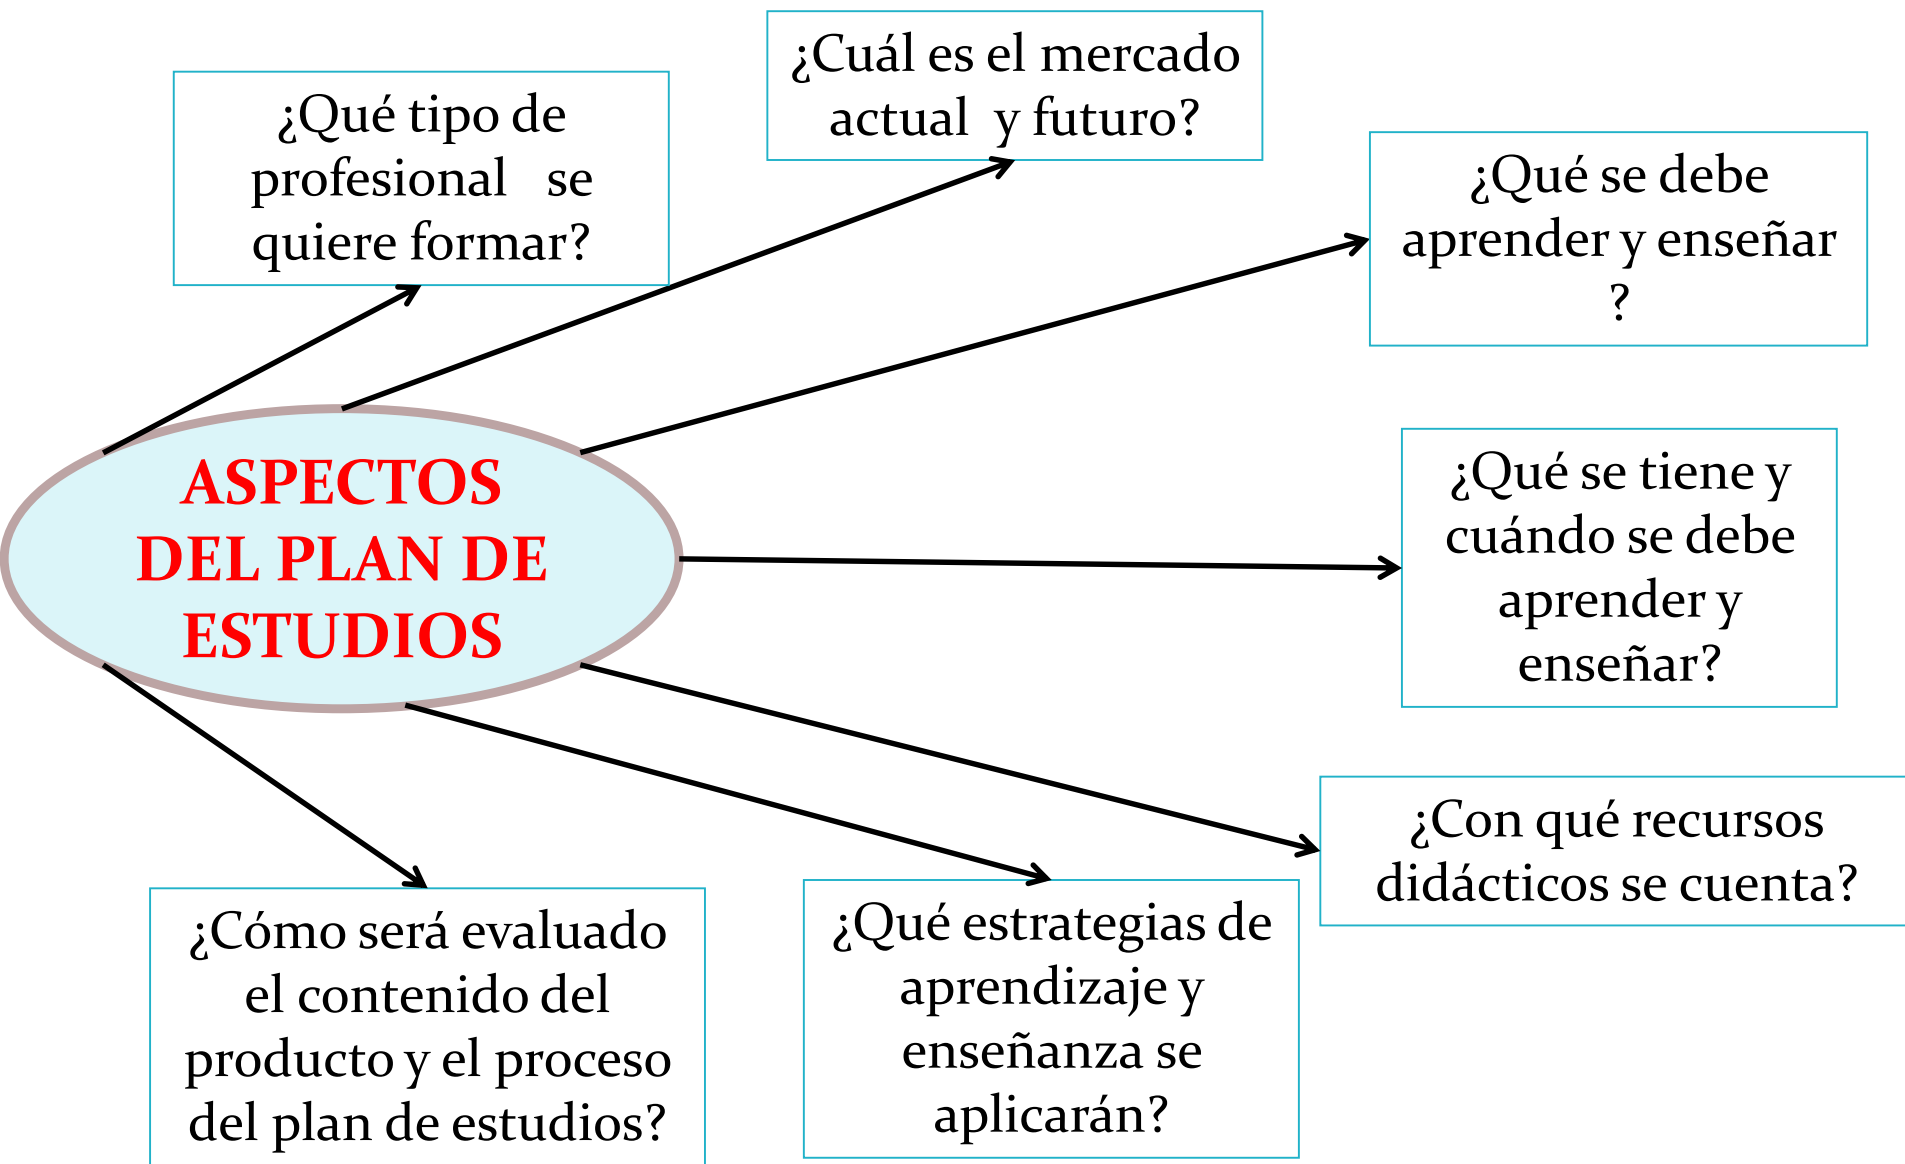 ¿Qué tipo de
profesional se
quiere formar?
¿Cuál es el mercado
actual y futuro?
¿Qué se debe
aprender y enseñar
?
ASPECTOS
DEL PLAN DE
ESTUDIOS
¿Qué se tiene y
cuándo se debe
aprender y
enseñar?
¿Con qué recursos
didácticos se cuenta?
¿Qué estrategias de
aprendizaje y
enseñanza se
aplicarán?
¿Cómo será evaluado
el contenido del
producto y el proceso
del plan de estudios?